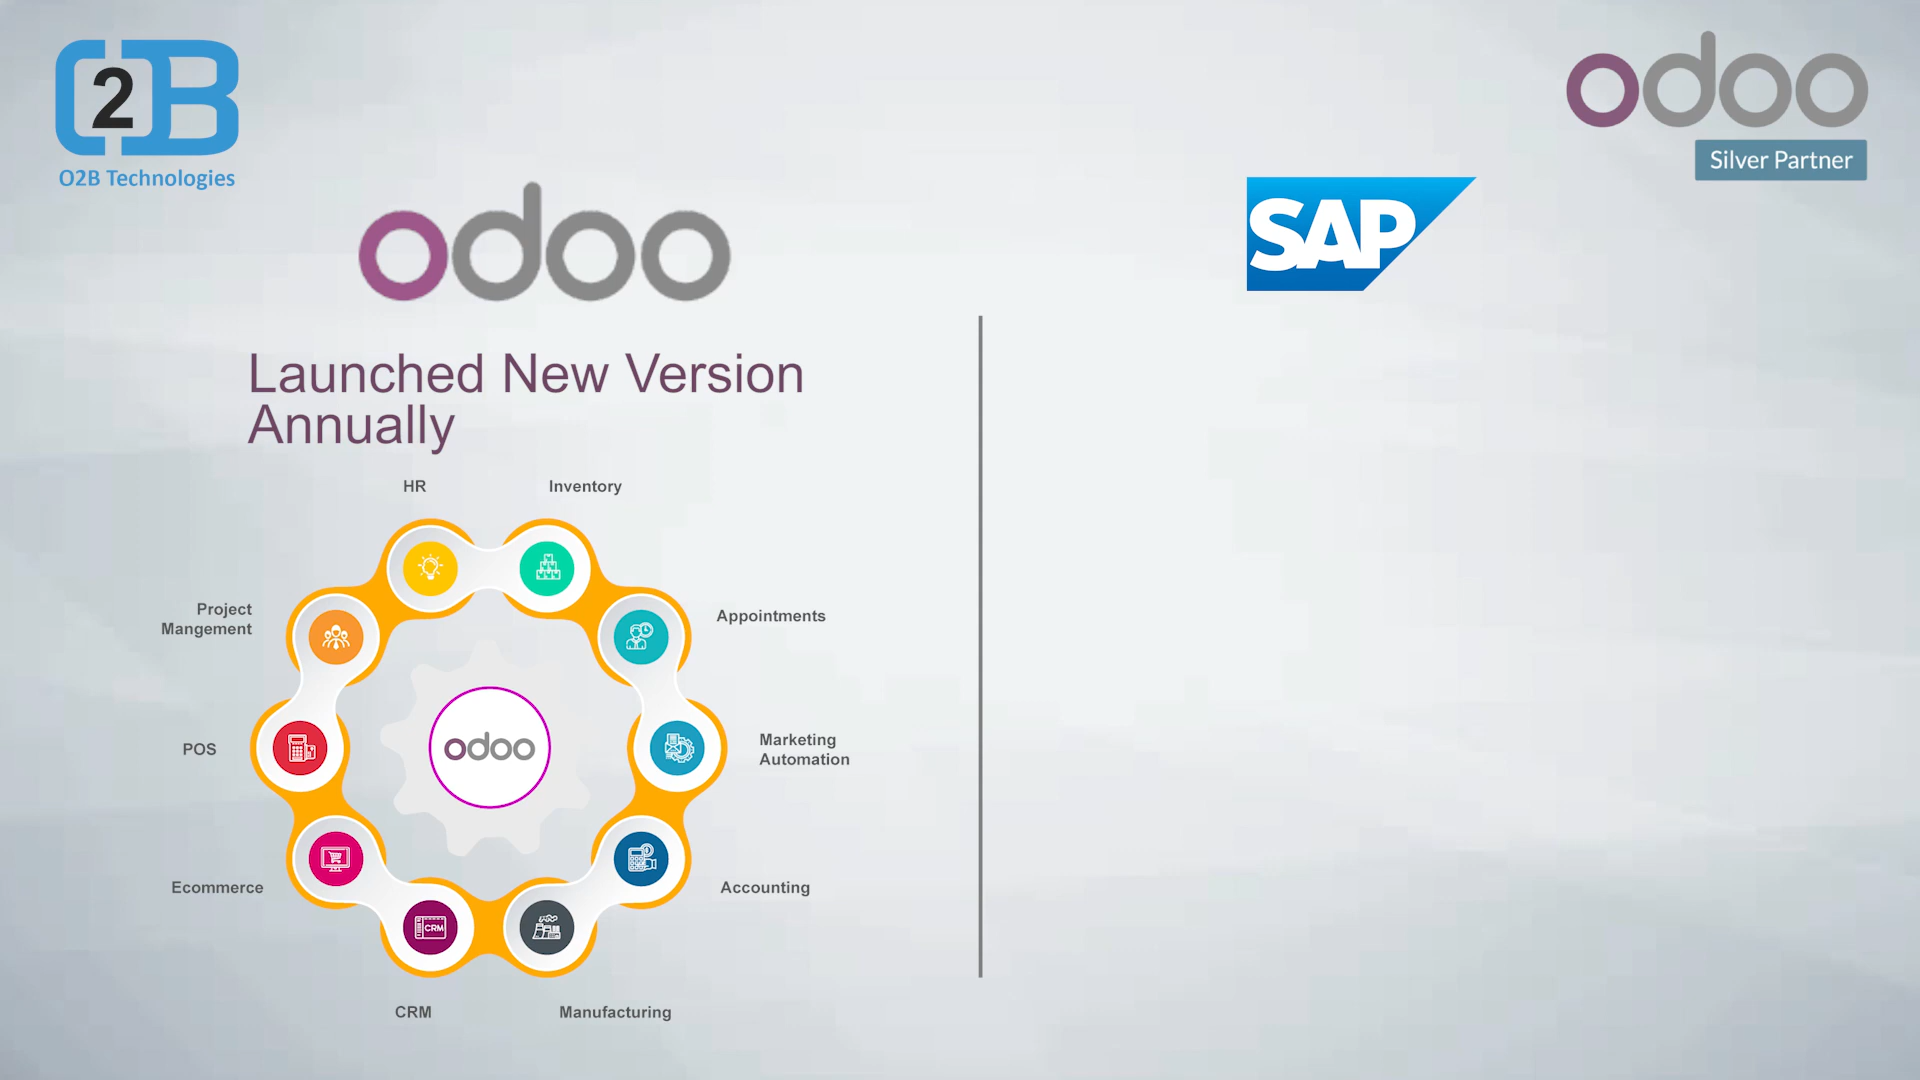 2B
O2B Technologies
odoo
Silver Partner
odoo
SAP
Launched New Version
Annually
HR
Inventory
Project
Mangement
Appointments
POS
odoo
Marketing
Automation
Ecommerce
CRM
Accounting
CRM
Manufacturing